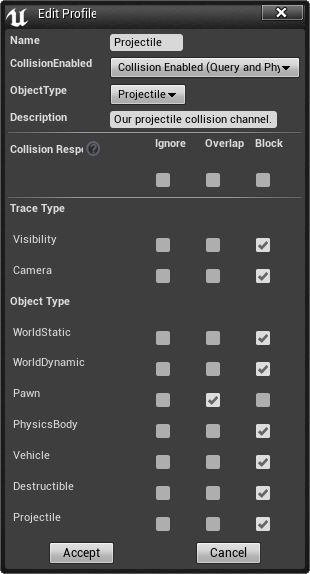 Edit Profile
Name Projectile
CollisionEnabled Collision Enabled (Query and Phy
ObjectType Projectile
Description Our projectile collision channel.
Collision Respo ? Ignore Overlap Block
Trace Type
Visibility
Camera
Object Type
WorldStatic
WorldDynamic
Pawn
PhysicsBody
Vehicle
Destructible
Projectile
Accept Cancel